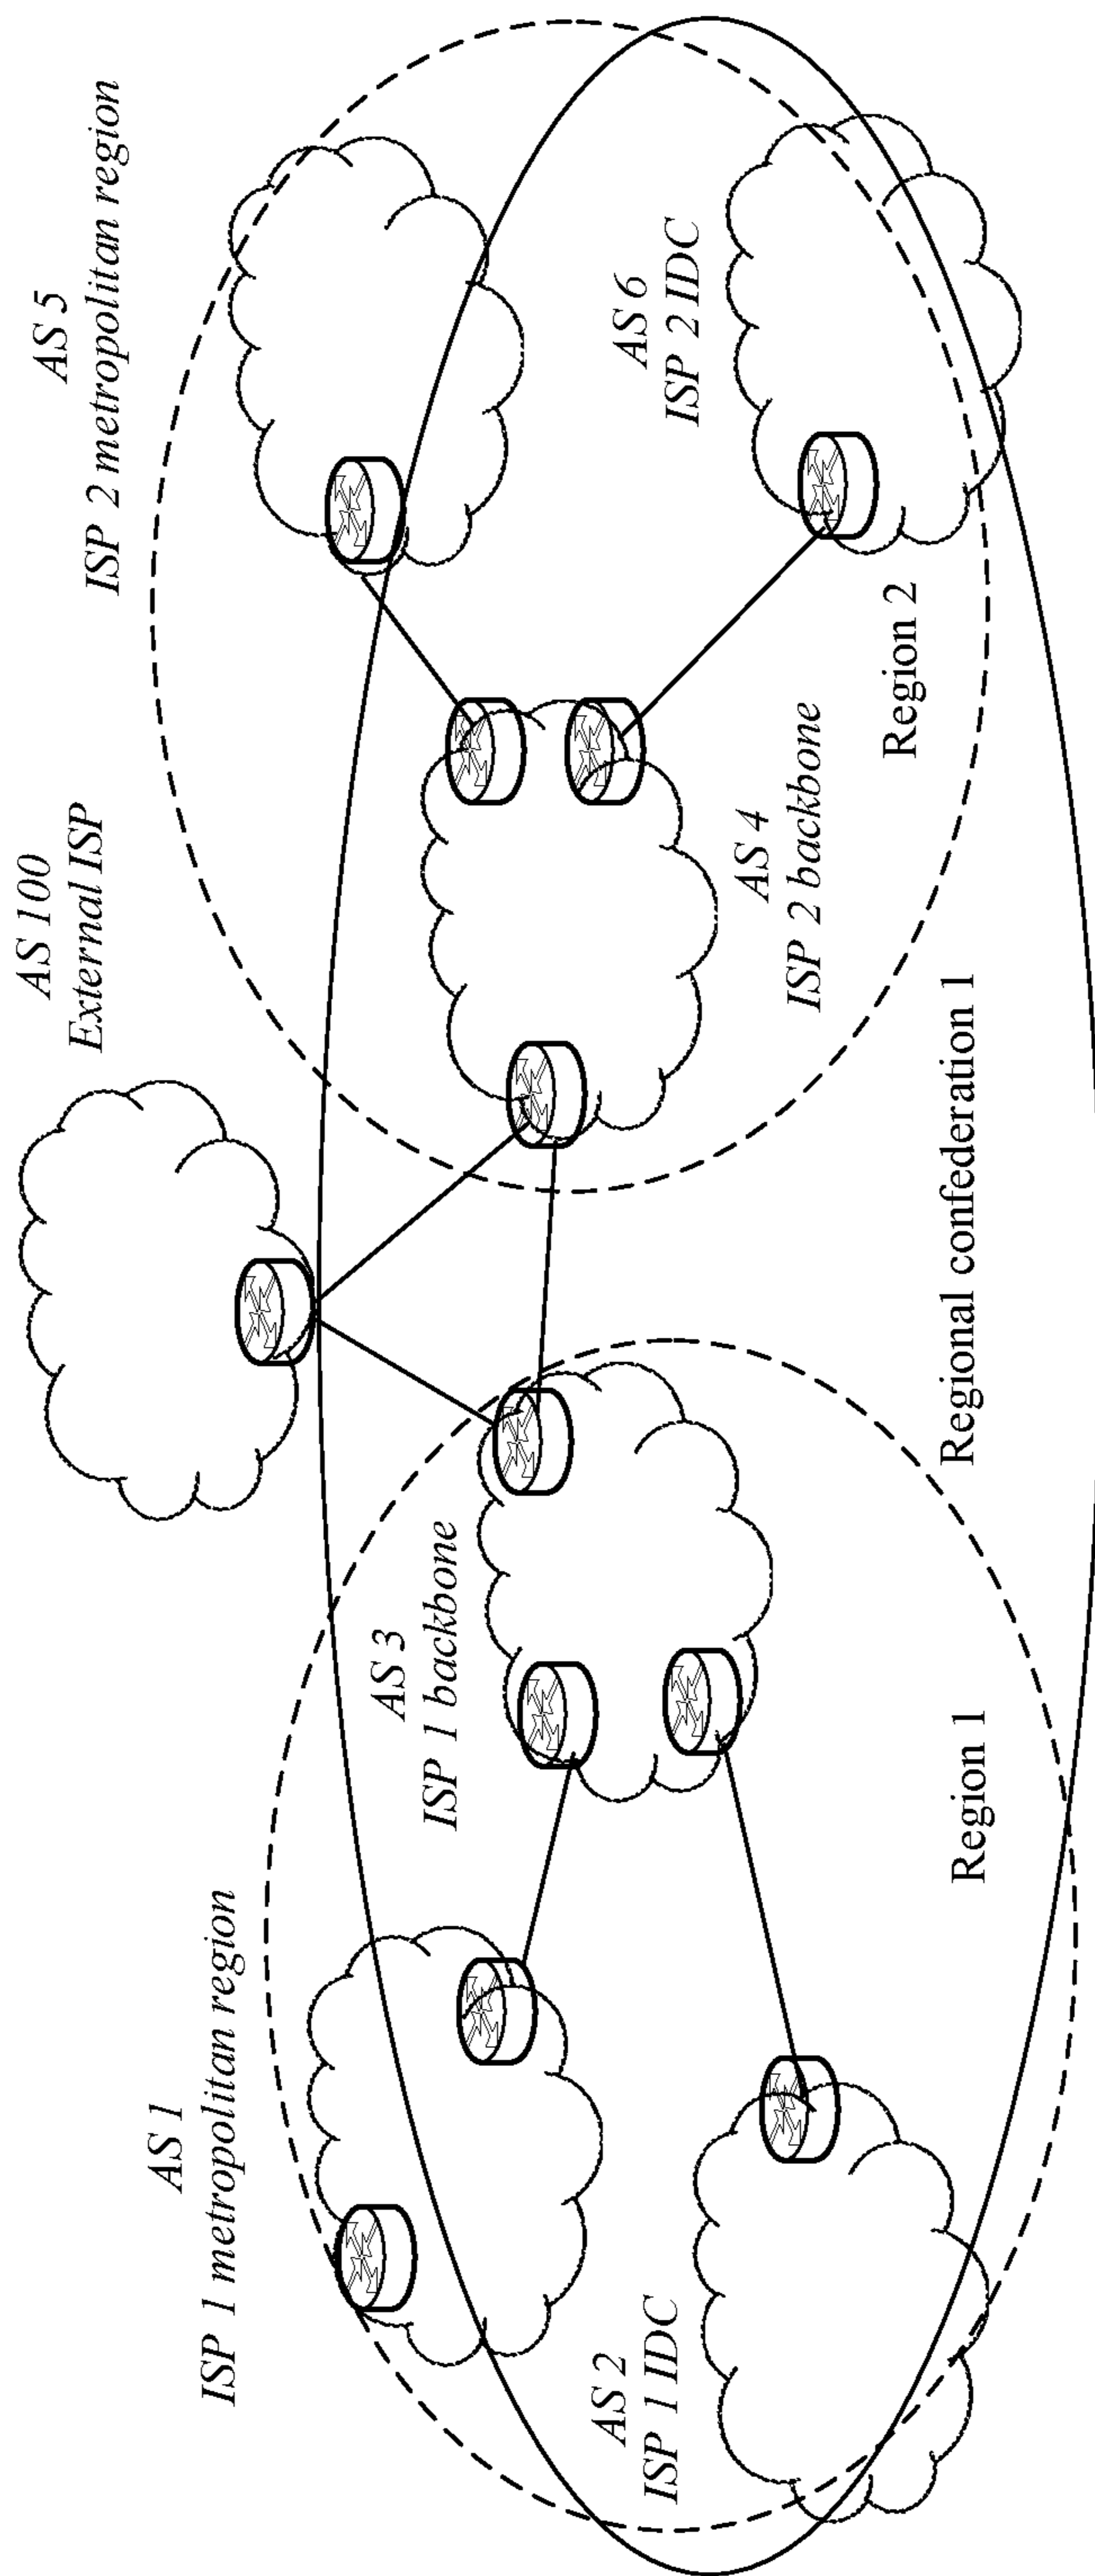 AS 100
External ISP
AS 1
ISP 1 metropolitan region
AS 5
ISP 2 metropolitan region
AS 3
ISP 1 backbone
AS 2
ISP 1 IDC
AS 4
ISP 2 backbone
AS 6
ISP 2 IDC
Region 1
Regional confederation 1
Region 2